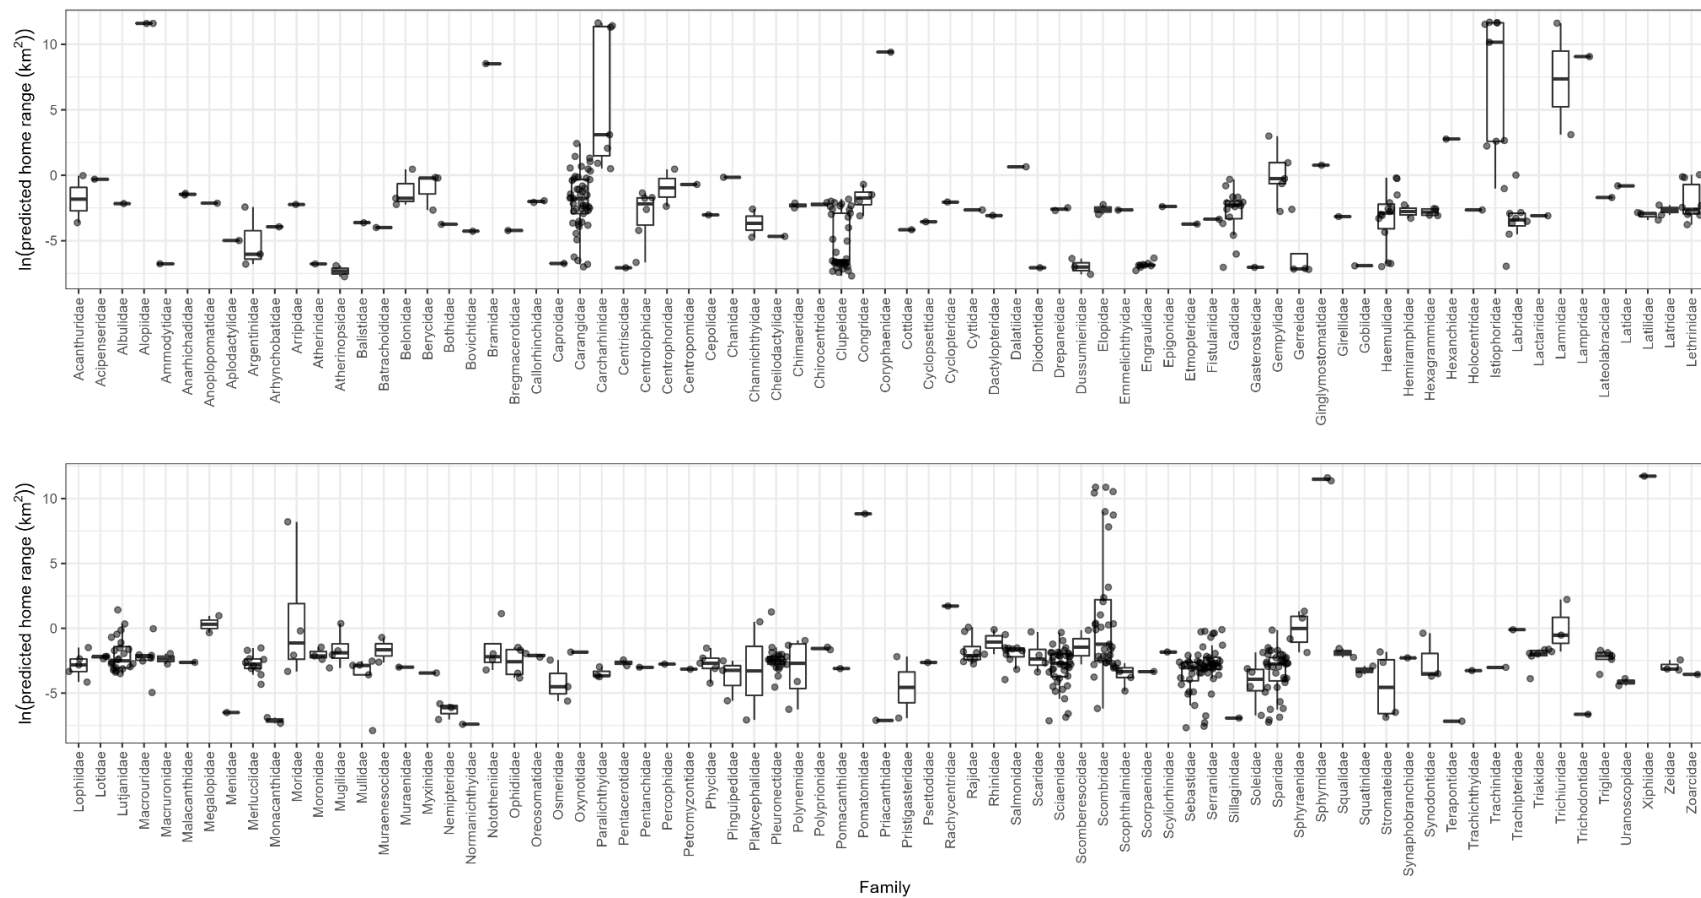 ln(predicted home range (km²))
10
5
0
-5
Acanthuridae
Acipenseridae
Albulidae
Alopiidae
Ammodytidae
Anarhichadidae
Anoplopomatidae
Aplodactylidae
Argentinidae
Arhynchobatidae
Arripidae
Atherinidae
Atherinopsidae
Balistidae
Batrachoididae
Belonidae
Berycidae
Bothidae
Bovichtidae
Bramidae
Bregmacerotidae
Callorhinchidae
Caproidae
Carangidae
Carcharhinidae
Centriscidae
Centrolophidae
Centrophoridae
Centropomidae
Cepolidae
Chanidae
Channichthyidae
Cheilodactylidae
Chimaeridae
Chirocentridae
Clupeidae
Congridae
Coryphaenidae
Cottidae
Cyclopsettidae
Cyclopteridae
Cyttidae
Dactylopteridae
Dalatiidae
Diodontidae
Drepaneidae
Dussumieriidae
Elopidae
Emmelichthyidae
Engraulidae
Epigonidae
Etmopteridae
Fistulariidae
Gadidae
Gasterosteidae
Gempylidae
Gerreidae
Ginglymostomatidae
Girellidae
Gobiidae
Haemulidae
Hemiramphidae
Hexagrammidae
Hexanchidae
Holocentridae
Istiophoridae
Labridae
Lactariidae
Lamnidae
Lampridae
Lateolabracidae
Latidae
Latilidae
Latridae
Lethrinidae
ln(predicted home range (km²))
10
5
0
-5
Lophiidae
Lotidae
Lutjanidae
Macrouridae
Macruronidae
Malacanthidae
Megalopidae
Menidae
Merlucciidae
Monacanthidae
Moridae
Moronidae
Mugilidae
Mullidae
Muraenesocidae
Muraenidae
Myxinidae
Nemipteridae
Normanichthyidae
Nototheniidae
Ophidiidae
Oreosomatidae
Osmeridae
Oxynotidae
Paralichthyidae
Pentacerotidae
Pentanchidae
Percophidae
Petromyzontidae
Phycidae
Pinguipedidae
Platycephalidae
Pleuronectidae
Polynemidae
Polyprionidae
Pomacanthidae
Pomatomidae
Priacanthidae
Pristigasteridae
Psettodidae
Rachycentridae
Rajidae
Rhinidae
Salmonidae
Scaridae
Sciaenidae
Scomberesocidae
Scombridae
Scophthalmidae
Scorpaenidae
Scyliorhinidae
Sebastidae
Serranidae
Sillaginidae
Soleidae
Sparidae
Sphyraenidae
Sphyrnidae
Squalidae
Squatinidae
Stromateidae
Synaphobranchidae
Synodontidae
Terapontidae
Trachichthyidae
Trachinidae
Trachipteridae
Triakidae
Trichiuridae
Trichodontidae
Triglidae
Uranoscopidae
Xiphiidae
Zeidae
Zoarcidae
Family